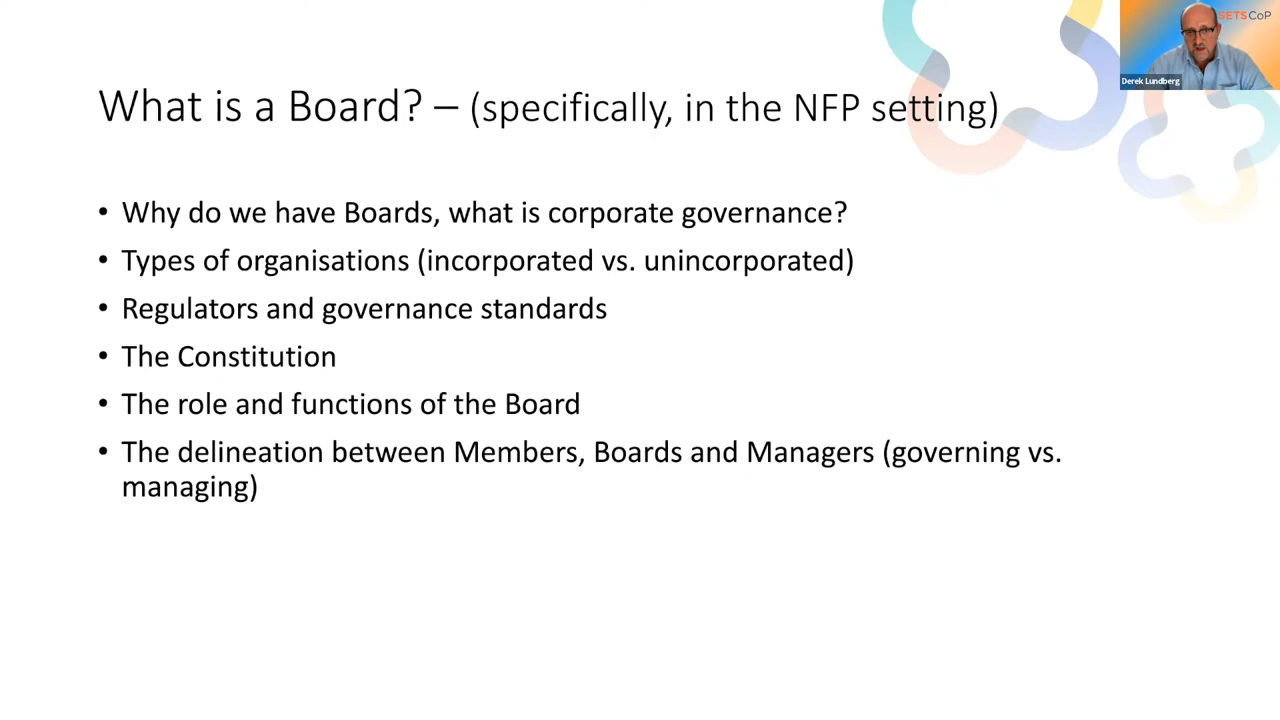 SETSCoP
Derek Lundberg
What is a Board? – (specifically, in the NFP setting)
• Why do we have Boards, what is corporate governance?
• Types of organisations (incorporated vs. unincorporated)
• Regulators and governance standards
• The Constitution
• The role and functions of the Board
• The delineation between Members, Boards and Managers (governing vs.
managing)